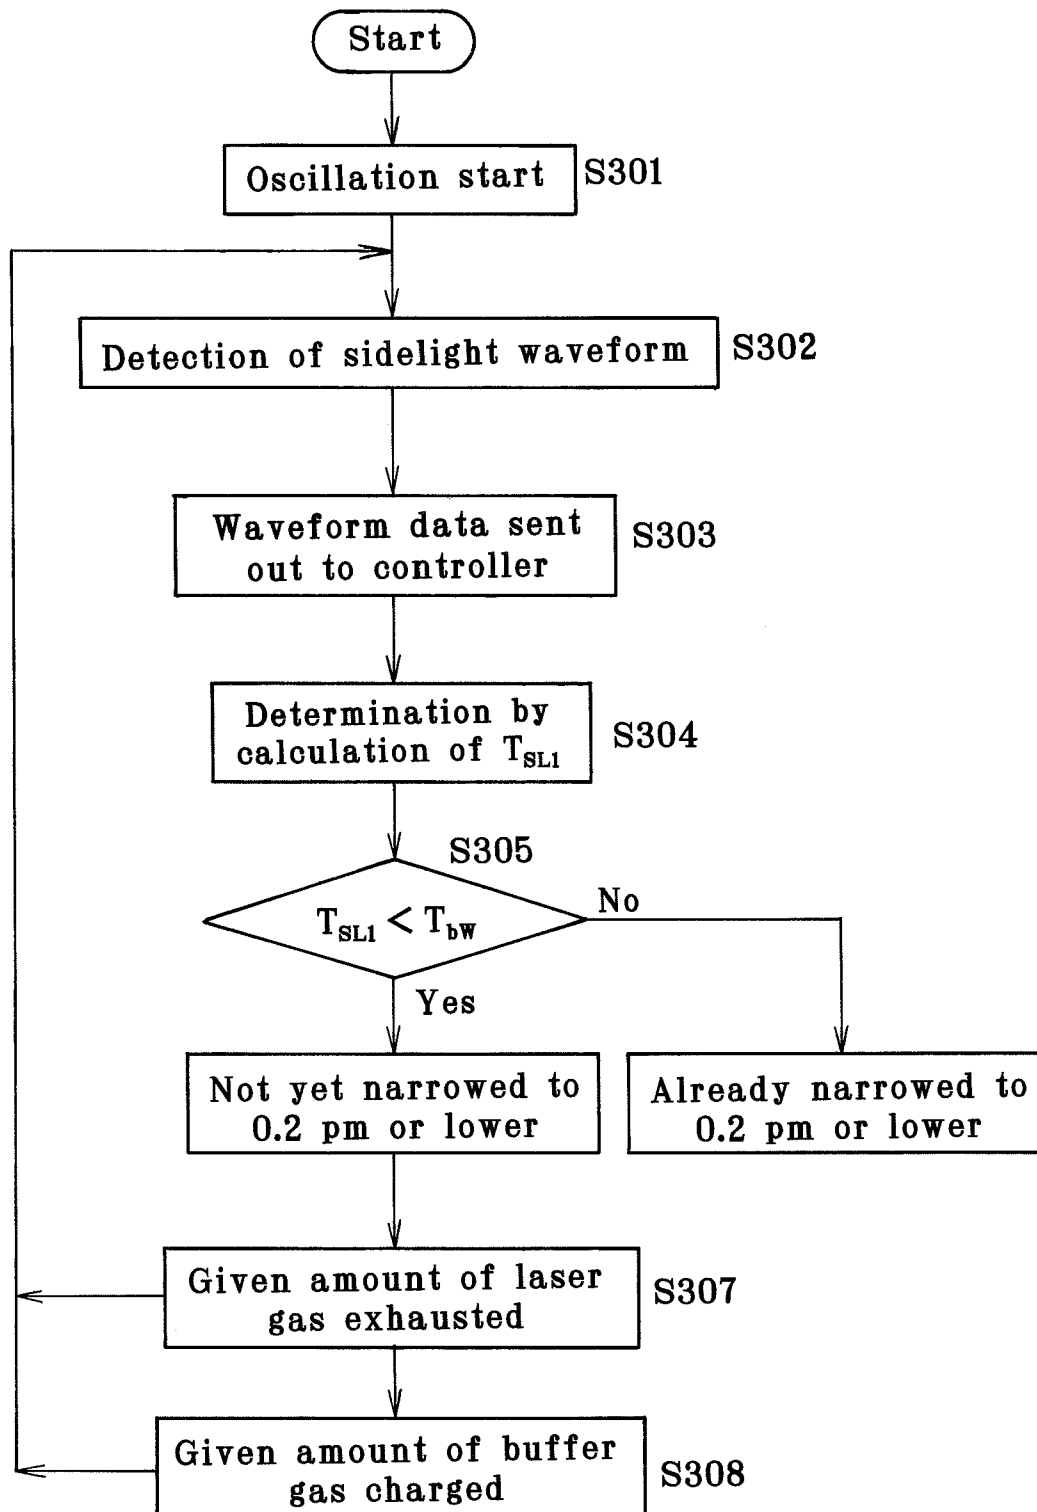 Start
Oscillation start
S301
Detection of sidelight waveform
S302
Waveform data sent
out to controller
S303
Determination by
calculation of T_SL1
S304
S305
T_SL1 < T_bW
No
Yes
Not yet narrowed to
0.2 pm or lower
Already narrowed to
0.2 pm or lower
Given amount of laser
gas exhausted
S307
Given amount of buffer
gas charged
S308